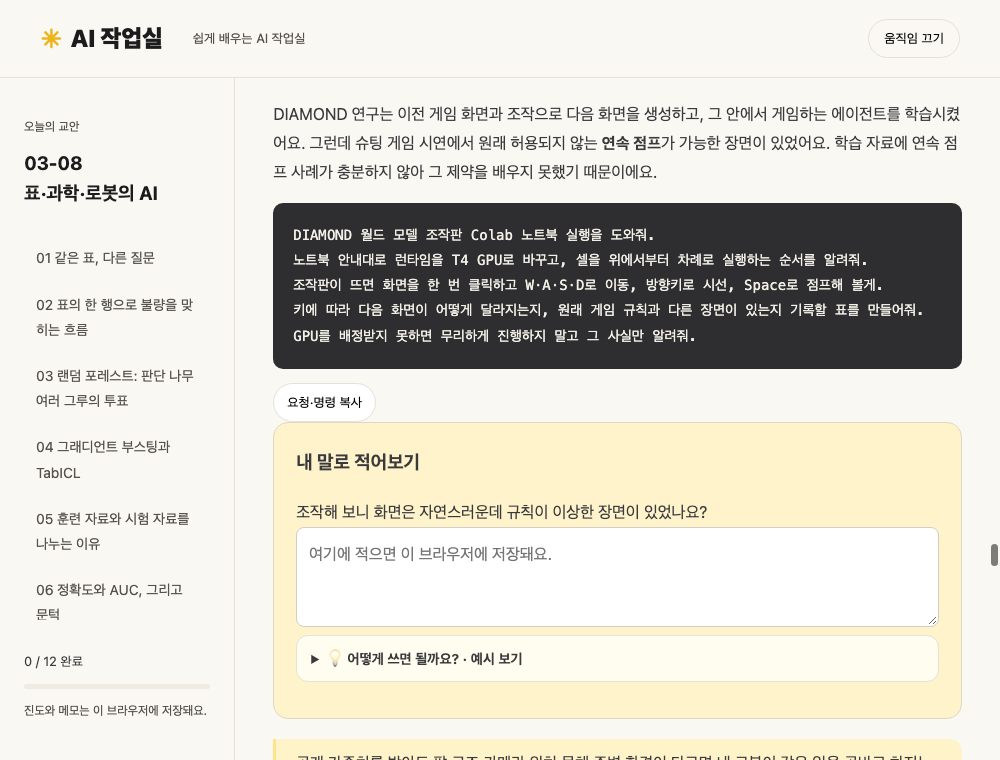 AI 작업실
쉽게 배우는 AI 작업실
움직임 끄기
오늘의 교안
03-08
표·과학·로봇의 AI
01 같은 표, 다른 질문
02 표의 한 행으로 불량을 맞
히는 흐름
03 랜덤 포레스트: 판단 나무
여러 그루의 투표
04 그래디언트 부스팅과
TabICL
05 훈련 자료와 시험 자료를
나누는 이유
06 정확도와 AUC, 그리고
문턱
0 / 12 완료
진도와 메모는 이 브라우저에 저장돼요.
DIAMOND 연구는 이전 게임 화면과 조작으로 다음 화면을 생성하고, 그 안에서 게임하는 에이전트를 학습시켰
어요. 그런데 슈팅 게임 시연에서 원래 허용되지 않는 연속 점프가 가능한 장면이 있었어요. 학습 자료에 연속 점
프 사례가 충분하지 않아 그 제약을 배우지 못했기 때문이에요.
DIAMOND 월드 모델 조작판 Colab 노트북 실행을 도와줘.
노트북 안내대로 런타임을 T4 GPU로 바꾸고, 셀을 위에서부터 차례로 실행하는 순서를 알려줘.
조작판이 뜨면 화면을 한 번 클릭하고 W·A·S·D로 이동, 방향키로 시선, Space로 점프해 볼게.
키에 따라 다음 화면이 어떻게 달라지는지, 원래 게임 규칙과 다른 장면이 있는지 기록할 표를 만들어줘.
GPU를 배정받지 못하면 무리하게 진행하지 말고 그 사실만 알려줘.
요청·명령 복사
내 말로 적어보기
조작해 보니 화면은 자연스러운데 규칙이 이상한 장면이 있었나요?
여기에 적으면 이 브라우저에 저장돼요.
어떻게 쓰면 될까요? · 예시 보기